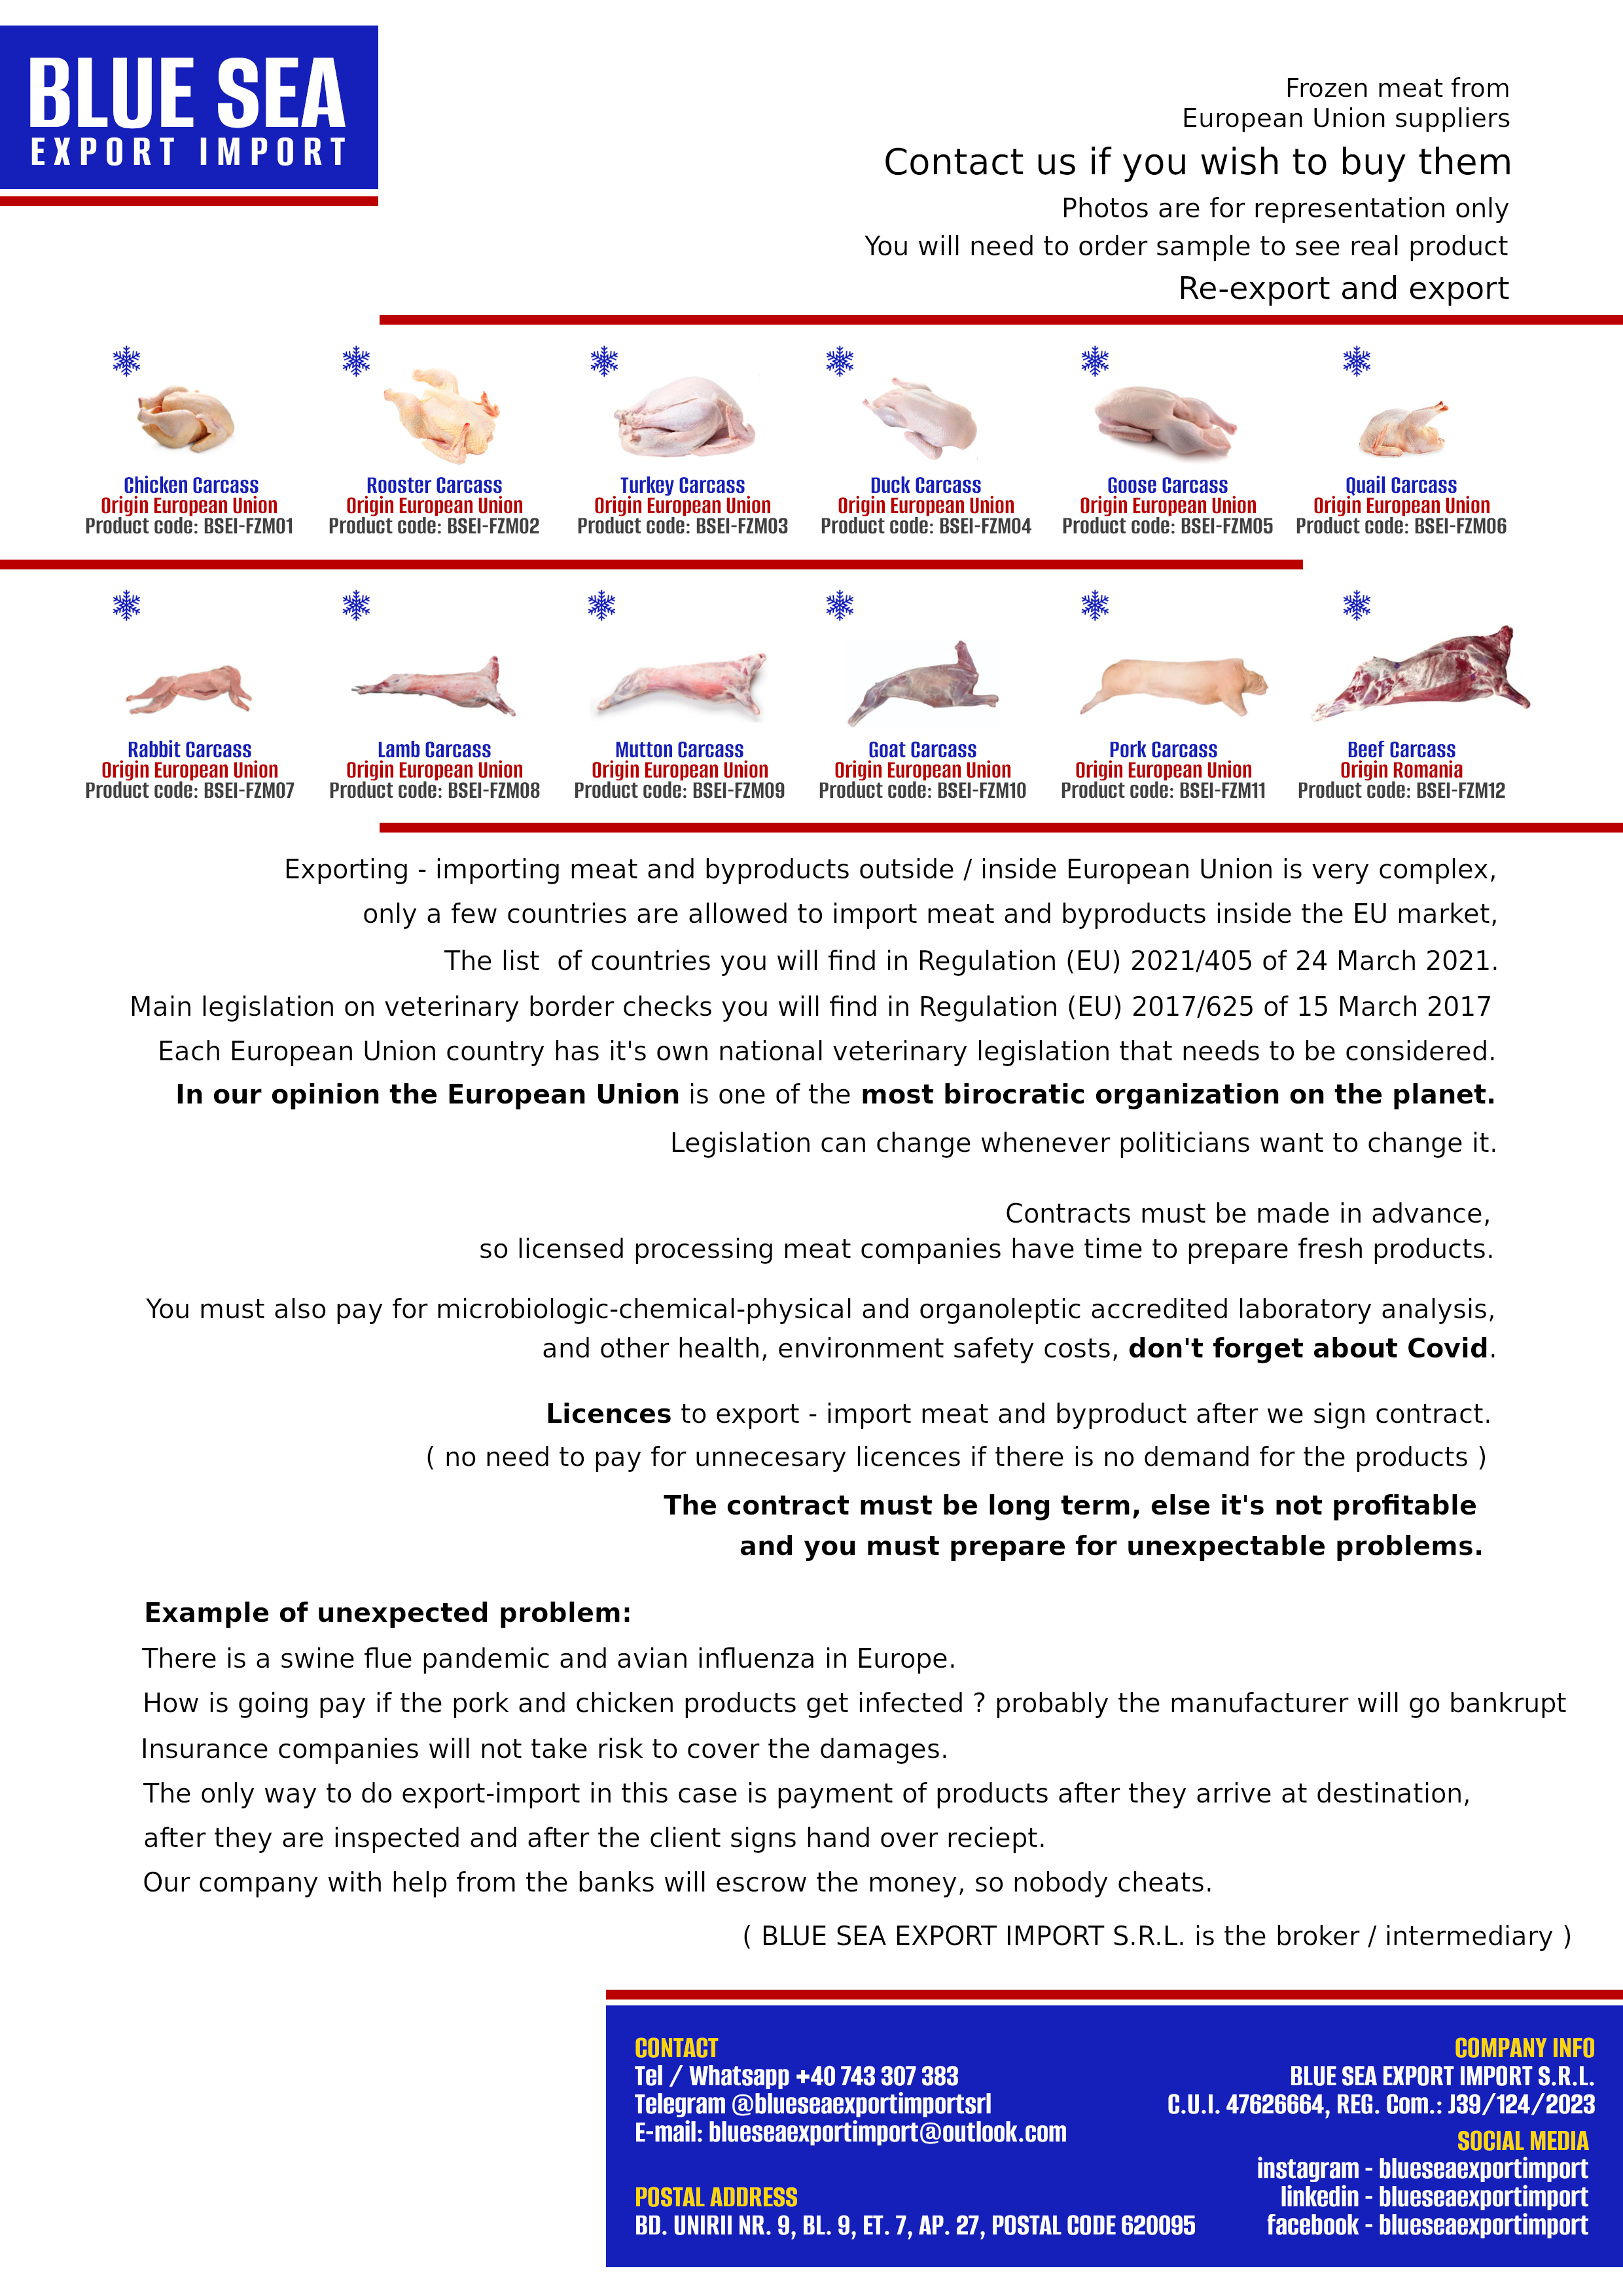 BLUE SEA
EXPORT IMPORT
Frozen meat from
European Union suppliers
Contact us if you wish to buy them
Photos are for representation only
You will need to order sample to see real product
Re-export and export
Chicken Carcass
Origin European Union
Product code: BSEI-FZM01
Rooster Carcass
Origin European Union
Product code: BSEI-FZM02
Turkey Carcass
Origin European Union
Product code: BSEI-FZM03
Duck Carcass
Origin European Union
Product code: BSEI-FZM04
Goose Carcass
Origin European Union
Product code: BSEI-FZM05
Quail Carcass
Origin European Union
Product code: BSEI-FZM06
Rabbit Carcass
Origin European Union
Product code: BSEI-FZM07
Lamb Carcass
Origin European Union
Product code: BSEI-FZM08
Mutton Carcass
Origin European Union
Product code: BSEI-FZM09
Goat Carcass
Origin European Union
Product code: BSEI-FZM10
Pork Carcass
Origin European Union
Product code: BSEI-FZM11
Beef Carcass
Origin Romania
Product code: BSEI-FZM12
Exporting - importing meat and byproducts outside / inside European Union is very complex,
only a few countries are allowed to import meat and byproducts inside the EU market,
The list  of countries you will find in Regulation (EU) 2021/405 of 24 March 2021.
Main legislation on veterinary border checks you will find in Regulation (EU) 2017/625 of 15 March 2017
Each European Union country has it's own national veterinary legislation that needs to be considered.
In our opinion the European Union is one of the most birocratic organization on the planet.
Legislation can change whenever politicians want to change it.
Contracts must be made in advance,
so licensed processing meat companies have time to prepare fresh products.
You must also pay for microbiologic-chemical-physical and organoleptic accredited laboratory analysis,
and other health, environment safety costs, don't forget about Covid.
Licences to export - import meat and byproduct after we sign contract.
( no need to pay for unnecesary licences if there is no demand for the products )
The contract must be long term, else it's not profitable
and you must prepare for unexpectable problems.
Example of unexpected problem:
There is a swine flue pandemic and avian influenza in Europe.
How is going pay if the pork and chicken products get infected ? probably the manufacturer will go bankrupt
Insurance companies will not take risk to cover the damages.
The only way to do export-import in this case is payment of products after they arrive at destination,
after they are inspected and after the client signs hand over reciept.
Our company with help from the banks will escrow the money, so nobody cheats.
( BLUE SEA EXPORT IMPORT S.R.L. is the broker / intermediary )
CONTACT
Tel / Whatsapp +40 743 307 383
Telegram @blueseaexportimportsrl
E-mail: blueseaexportimport@outlook.com
POSTAL ADDRESS
BD. UNIRII NR. 9, BL. 9, ET. 7, AP. 27, POSTAL CODE 620095
COMPANY INFO
BLUE SEA EXPORT IMPORT S.R.L.
C.U.I. 47626664, REG. Com.: J39/124/2023
SOCIAL MEDIA
instagram - blueseaexportimport
linkedin - blueseaexportimport
facebook - blueseaexportimport